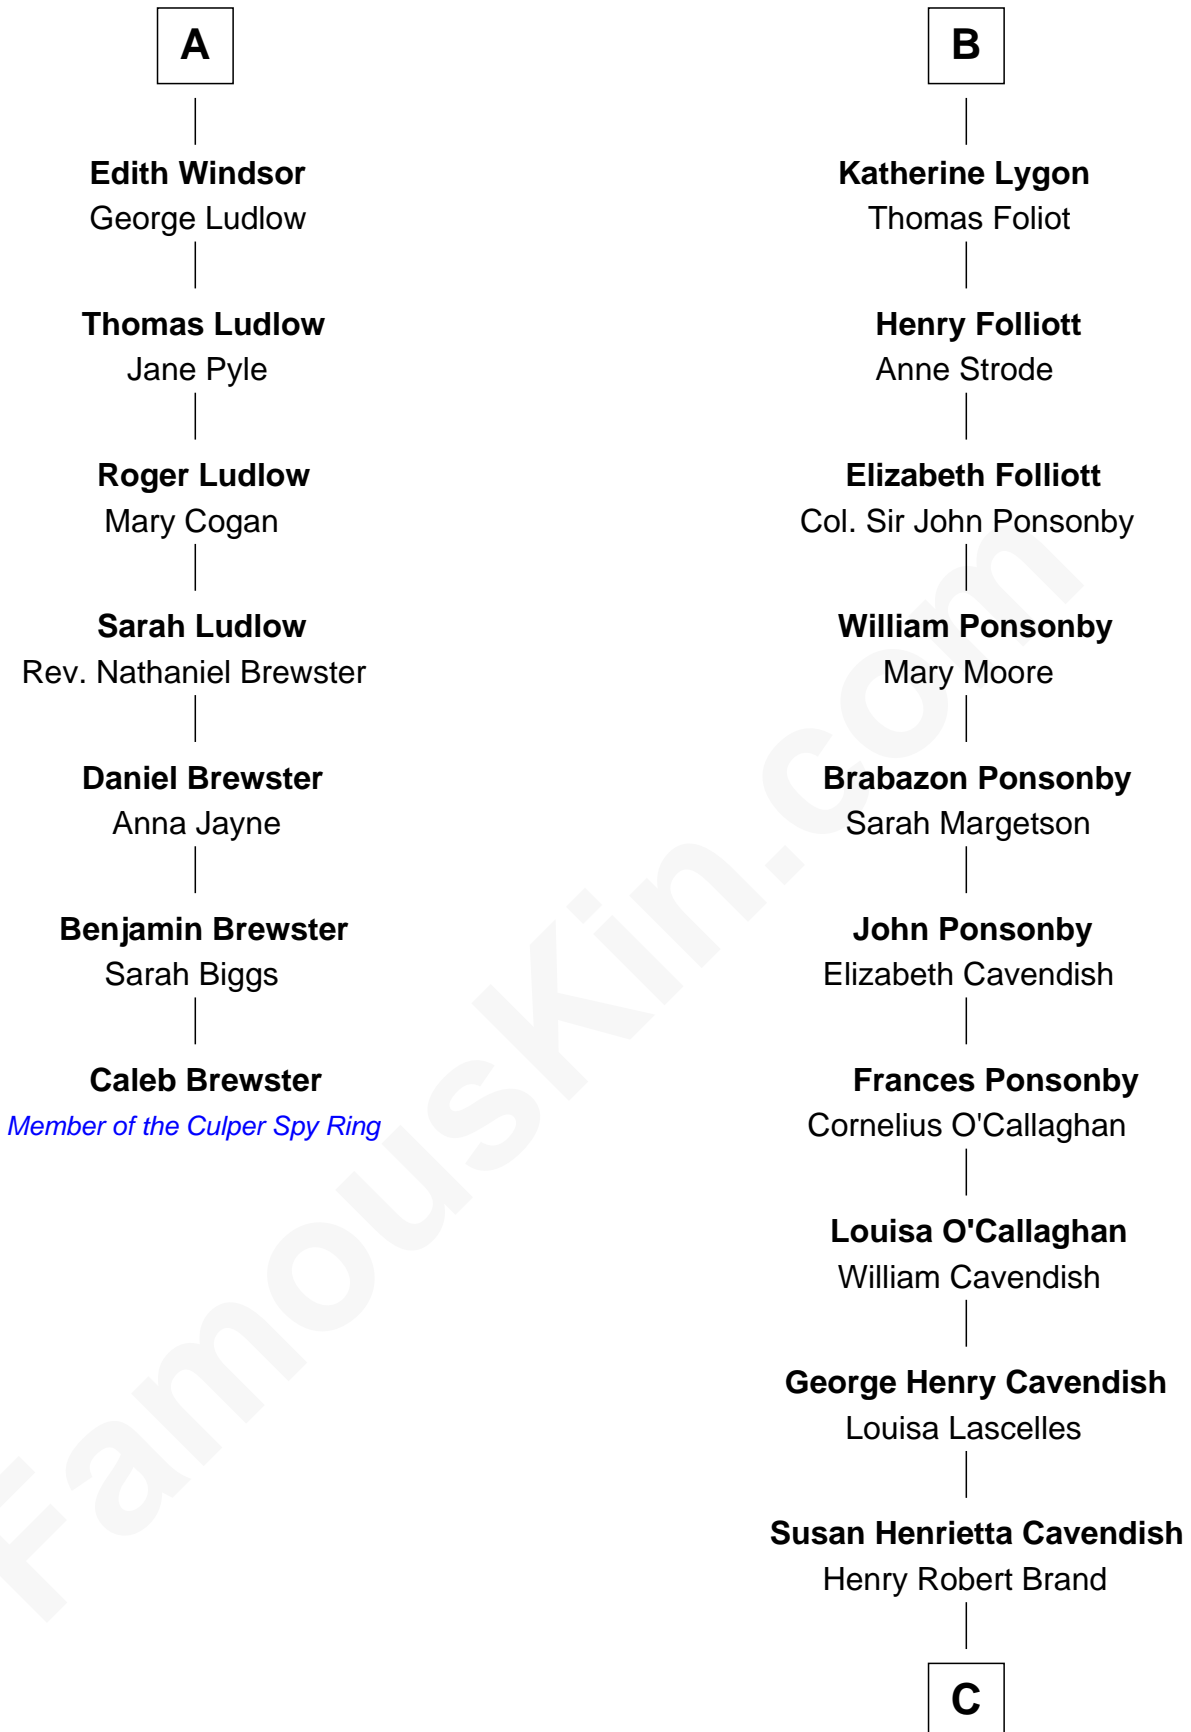 A
Edith Windsor
George Ludlow
Thomas Ludlow
Jane Pyle
Roger Ludlow
Mary Cogan
Sarah Ludlow
Rev. Nathaniel Brewster
Daniel Brewster
Anna Jayne
Benjamin Brewster
Sarah Biggs
Caleb Brewster
Member of the Culper Spy Ring
B
Katherine Lygon
Thomas Foliot
Henry Folliott
Anne Strode
Elizabeth Folliott
Col. Sir John Ponsonby
William Ponsonby
Mary Moore
Brabazon Ponsonby
Sarah Margetson
John Ponsonby
Elizabeth Cavendish
Frances Ponsonby
Cornelius O'Callaghan
Louisa O'Callaghan
William Cavendish
George Henry Cavendish
Louisa Lascelles
Susan Henrietta Cavendish
Henry Robert Brand
C
FamousKin.com